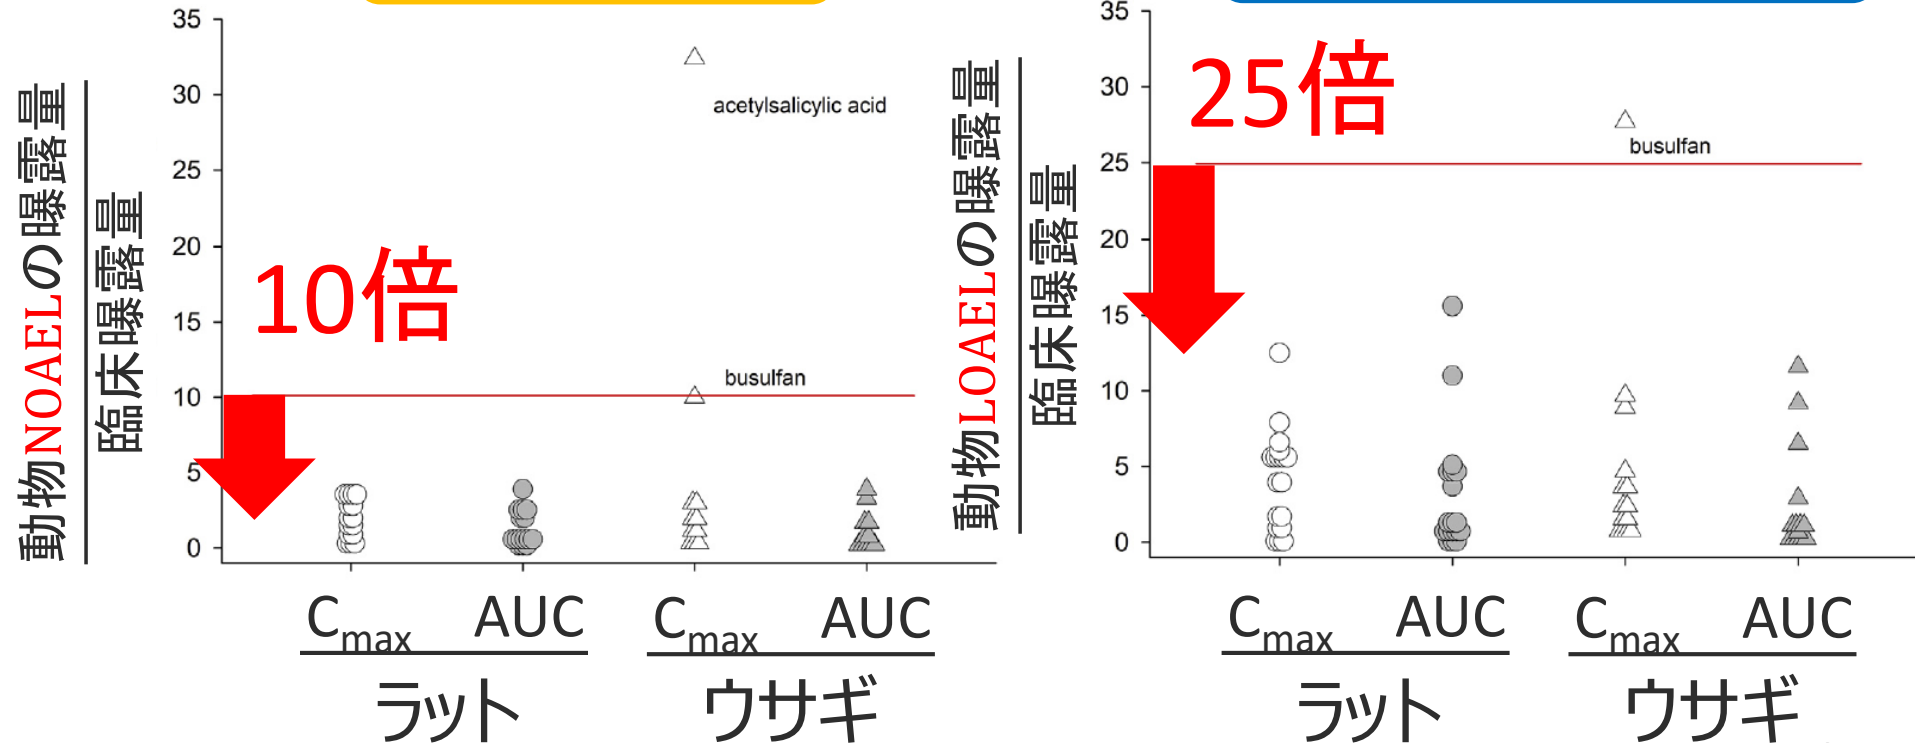 動物NOAELの曝露量
臨床曝露量
35
30
25
20
15
10
5
0
acetylsalicylic acid
10倍
busulfan
Cmax AUC Cmax AUC
ラット ウサギ
動物LOAELの曝露量
臨床曝露量
35
30
25
20
15
10
5
0
25倍
busulfan
Cmax AUC Cmax AUC
ラット ウサギ